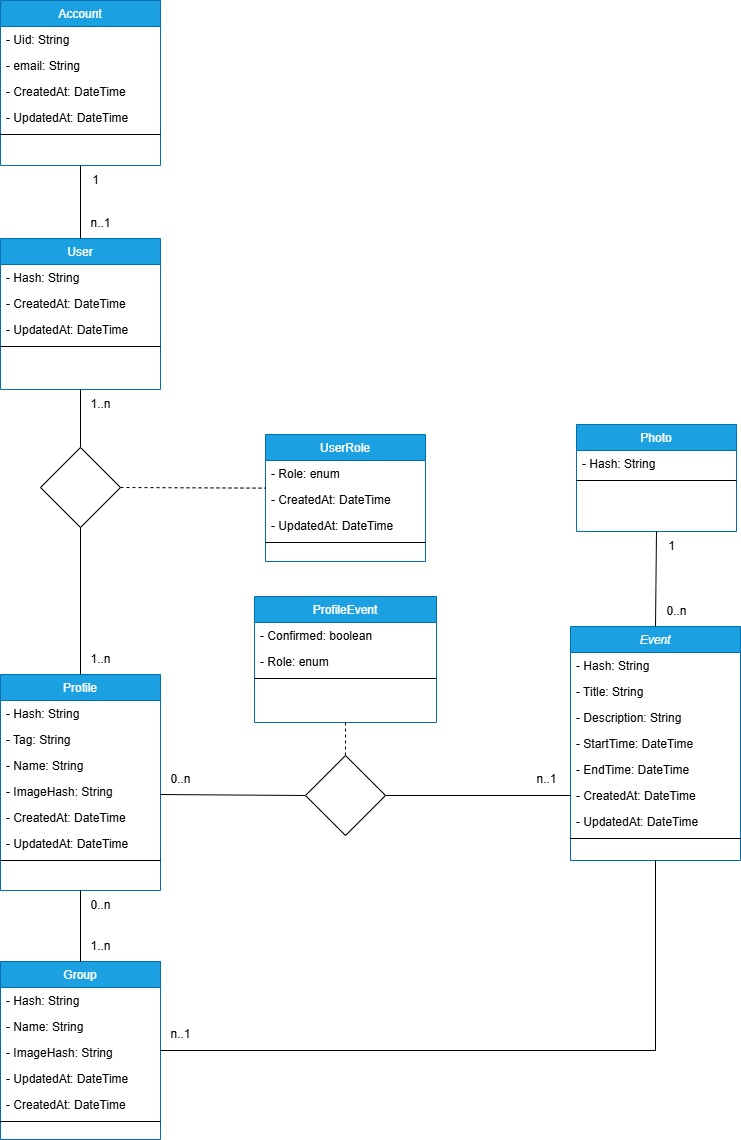 Account
- Uid: String
- email: String
- CreatedAt: DateTime
- UpdatedAt: DateTime
1
n..1
User
- Hash: String
- CreatedAt: DateTime
- UpdatedAt: DateTime
1..n
UserRole
- Role: enum
- CreatedAt: DateTime
- UpdatedAt: DateTime
Photo
- Hash: String
1
0..n
ProfileEvent
- Confirmed: boolean
- Role: enum
Event
- Hash: String
- Title: String
- Description: String
- StartTime: DateTime
- EndTime: DateTime
- CreatedAt: DateTime
- UpdatedAt: DateTime
1..n
Profile
- Hash: String
- Tag: String
- Name: String
- ImageHash: String
- CreatedAt: DateTime
- UpdatedAt: DateTime
0..n
n..1
0..n
1..n
Group
- Hash: String
- Name: String
- ImageHash: String
- UpdatedAt: DateTime
- CreatedAt: DateTime
n..1